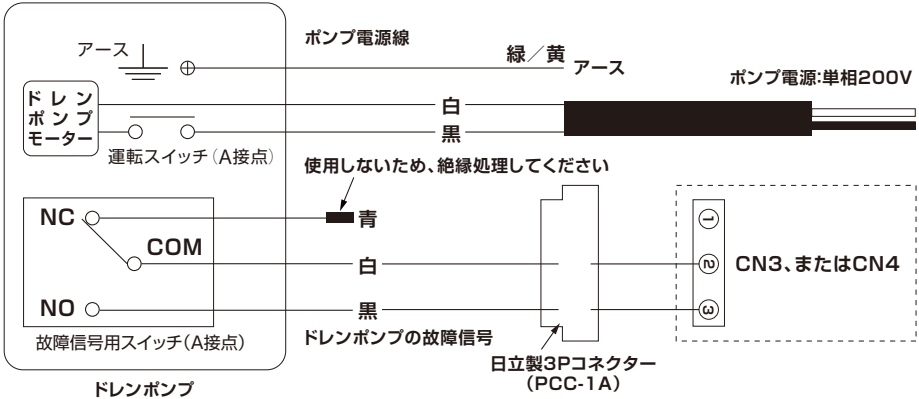 ポンプ電源線
アース
緑／黄
アース
ポンプ電源:単相200V
ドレン
ポンプ
モーター
白
黒
運転スイッチ（A接点）
使用しないため、絶縁処理してください
NC
青
COM
白
NO
黒
①
②
③
CN3、またはCN4
故障信号用スイッチ(A接点)
ドレンポンプの故障信号
日立製3Pコネクター
(PCC-1A)
ドレンポンプ